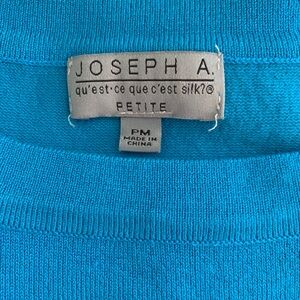 JOSEPH A.
qu'est·ce que c'est silk?®
PETITE
PM
MADE IN
CHINA